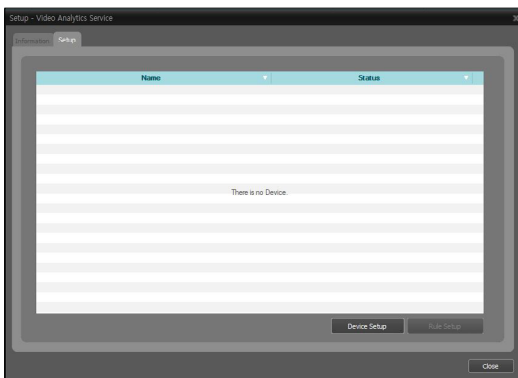 Setup - Video Analytics Service
Information Setup
Name Status
There is no Device.
Device Setup Rule Setup
Close